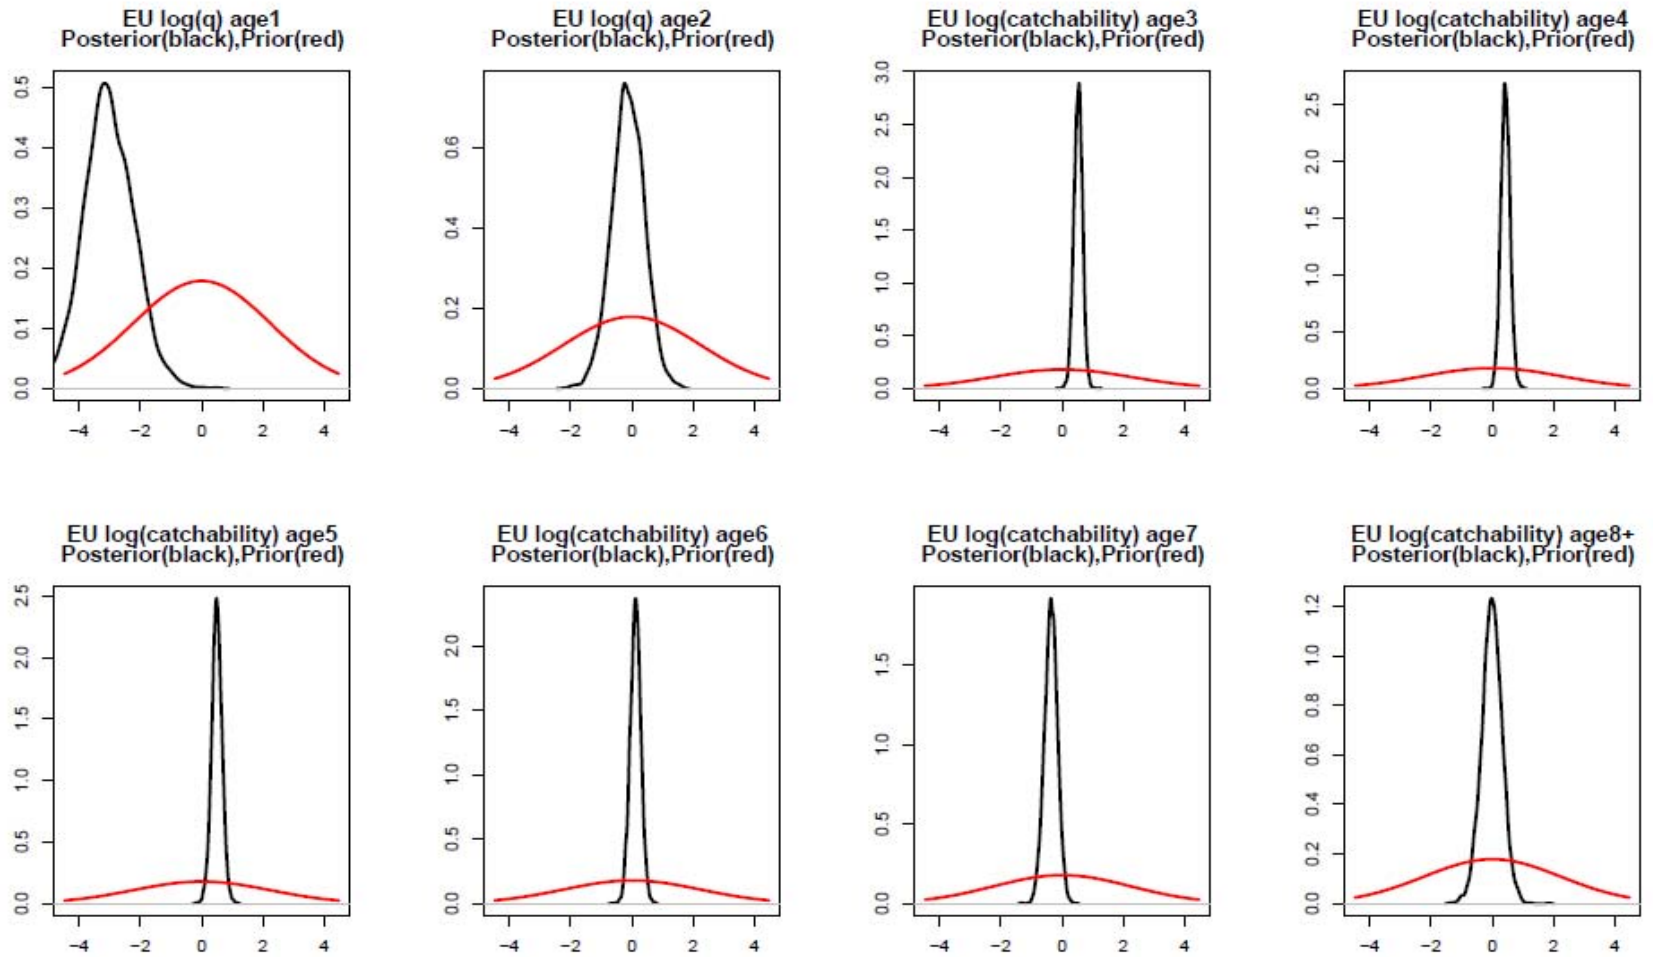 EU log(q) age1
Posterior(black),Prior(red)
0.0 0.1 0.2 0.3 0.4 0.5
−4 −2 0 2 4
EU log(q) age2
Posterior(black),Prior(red)
0.0 0.2 0.4 0.6
−4 −2 0 2 4
EU log(catchability) age3
Posterior(black),Prior(red)
0.0 0.5 1.0 1.5 2.0 2.5 3.0
−4 −2 0 2 4
EU log(catchability) age4
Posterior(black),Prior(red)
0.0 0.5 1.0 1.5 2.0 2.5
−4 −2 0 2 4
EU log(catchability) age5
Posterior(black),Prior(red)
0.0 0.5 1.0 1.5 2.0 2.5
−4 −2 0 2 4
EU log(catchability) age6
Posterior(black),Prior(red)
0.0 0.5 1.0 1.5 2.0
−4 −2 0 2 4
EU log(catchability) age7
Posterior(black),Prior(red)
0.0 0.5 1.0 1.5
−4 −2 0 2 4
EU log(catchability) age8+
Posterior(black),Prior(red)
0.0 0.2 0.4 0.6 0.8 1.0 1.2
−4 −2 0 2 4